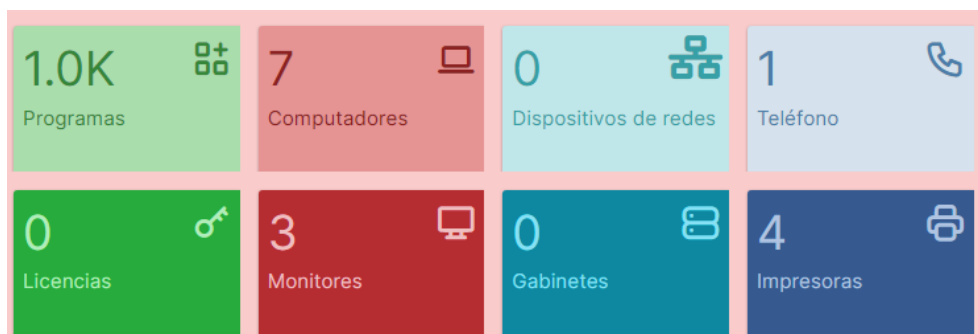 1.0K
Programas
7
Computadores
0
Dispositivos de redes
1
Teléfono
0
Licencias
3
Monitores
0
Gabinetes
4
Impresoras